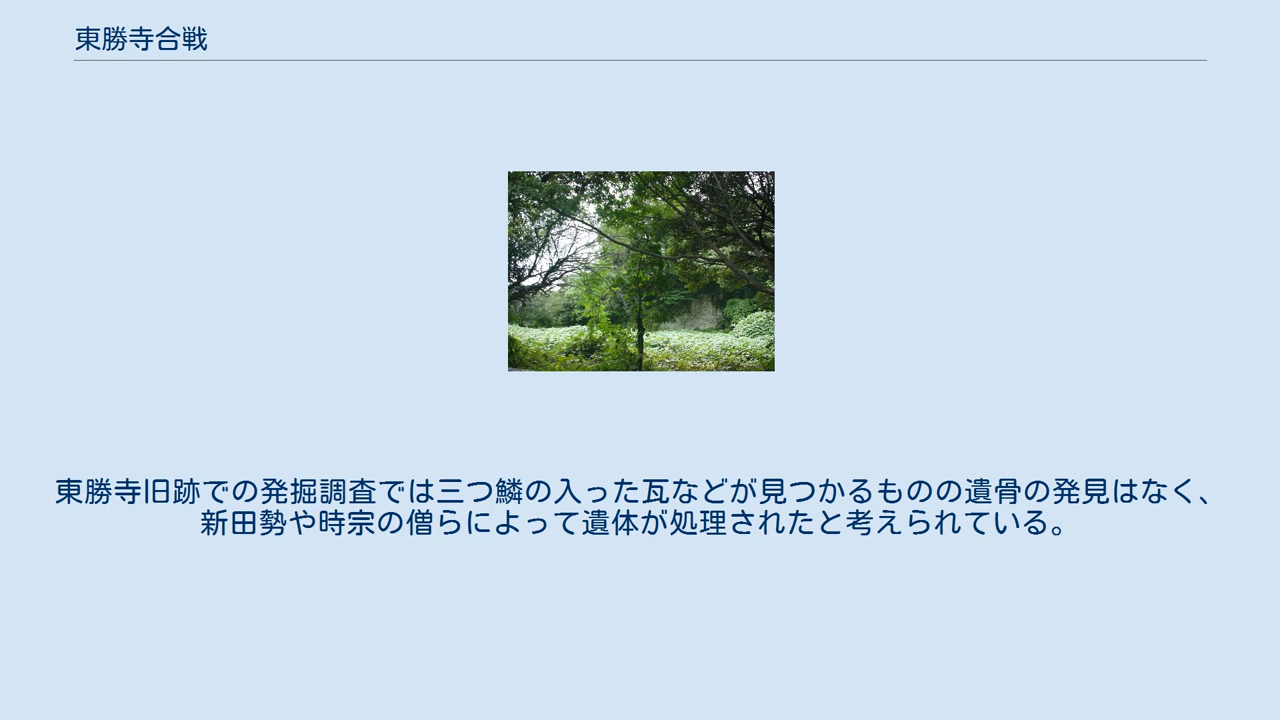 東勝寺合戦
東勝寺旧跡での発掘調査では三つ鱗の入った瓦などが見つかるものの遺骨の発見はなく、
新田勢や時宗の僧らによって遺体が処理されたと考えられている。